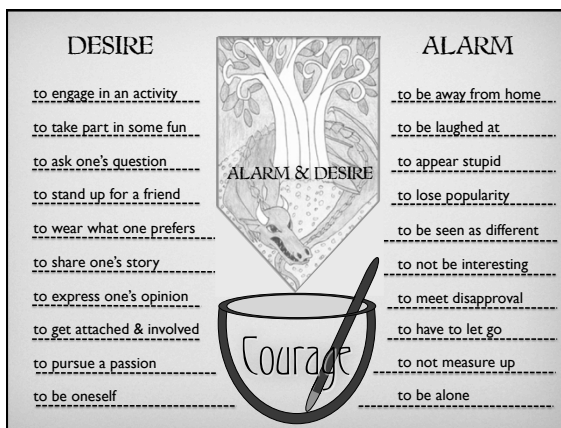 DESIRE
to engage in an activity
to take part in some fun
to ask one's question
to stand up for a friend
to wear what one prefers
to share one's story
to express one's opinion
to get attached & involved
to pursue a passion
to be oneself
ALARM & DESIRE
Courage
ALARM
to be away from home
to be laughed at
to appear stupid
to lose popularity
to be seen as different
to not be interesting
to meet disapproval
to have to let go
to not measure up
to be alone